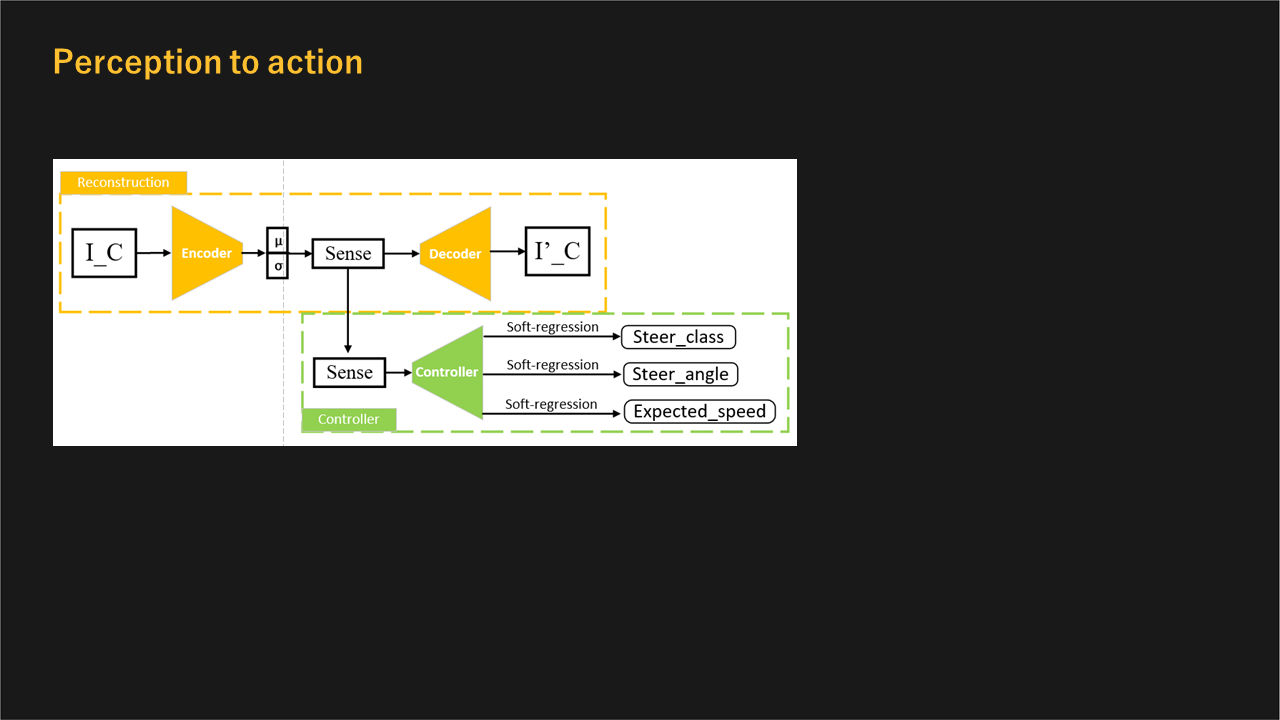 Perception to action
Reconstruction
I_C
Encoder
μ
σ
Sense
Decoder
I’_C
Sense
Controller
Soft-regression
Steer_class
Soft-regression
Steer_angle
Soft-regression
Expected_speed
Controller